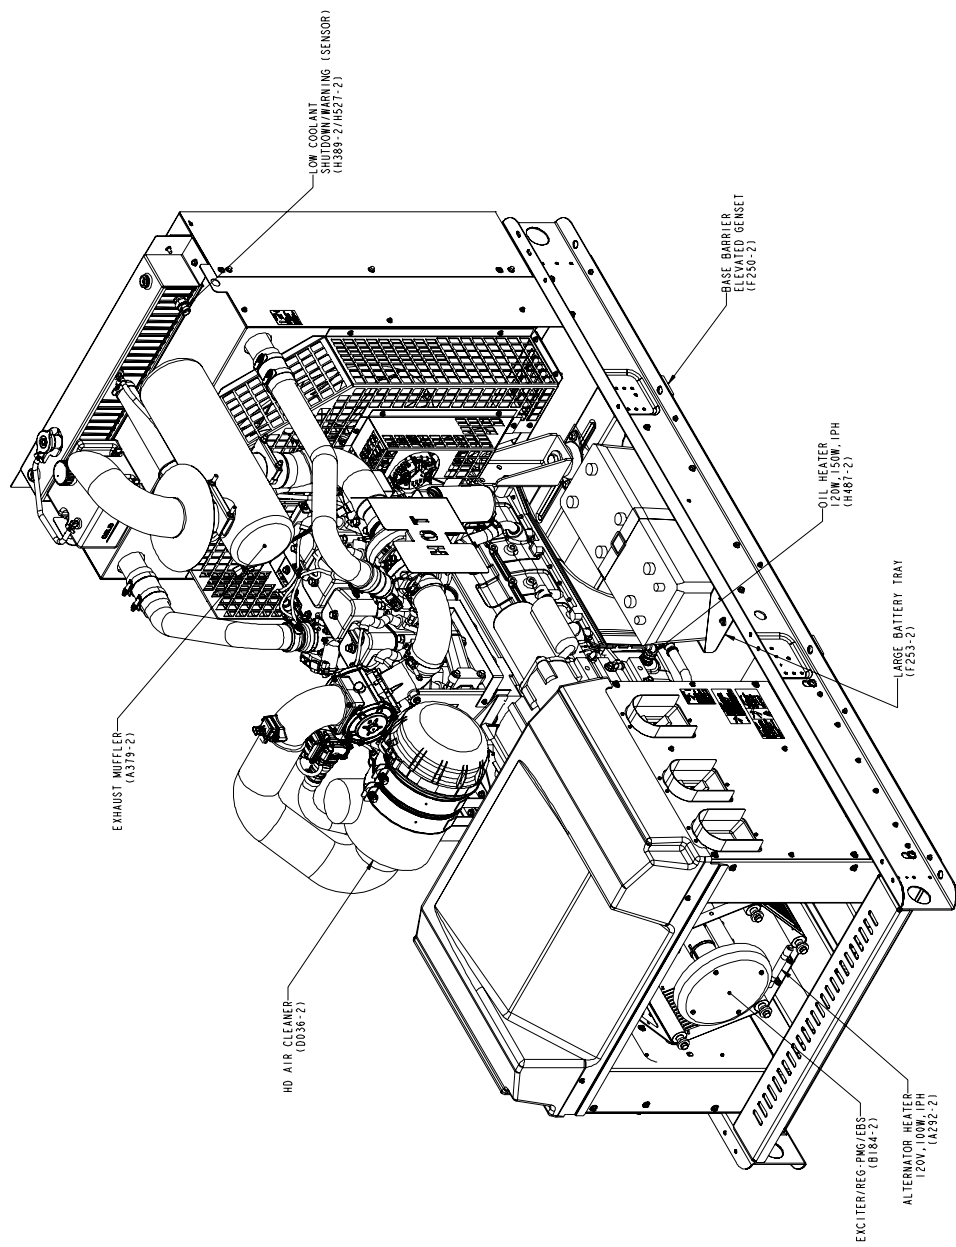 LOW COOLANT
SHUTDOWN/WARNING (SENSOR)
(H389-2/H527-2)
BASE BARRIER
ELEVATED GENSET
(F250-2)
OIL HEATER
120W,150W,1PH
(H487-2)
LARGE BATTERY TRAY
(F253-2)
EXHAUST MUFFLER
(A379-2)
HOT
HD AIR CLEANER
(D036-2)
EXCITER/REG-PMG/EBS
(B184-2)
ALTERNATOR HEATER
120V,100W,1PH
(A292-2)